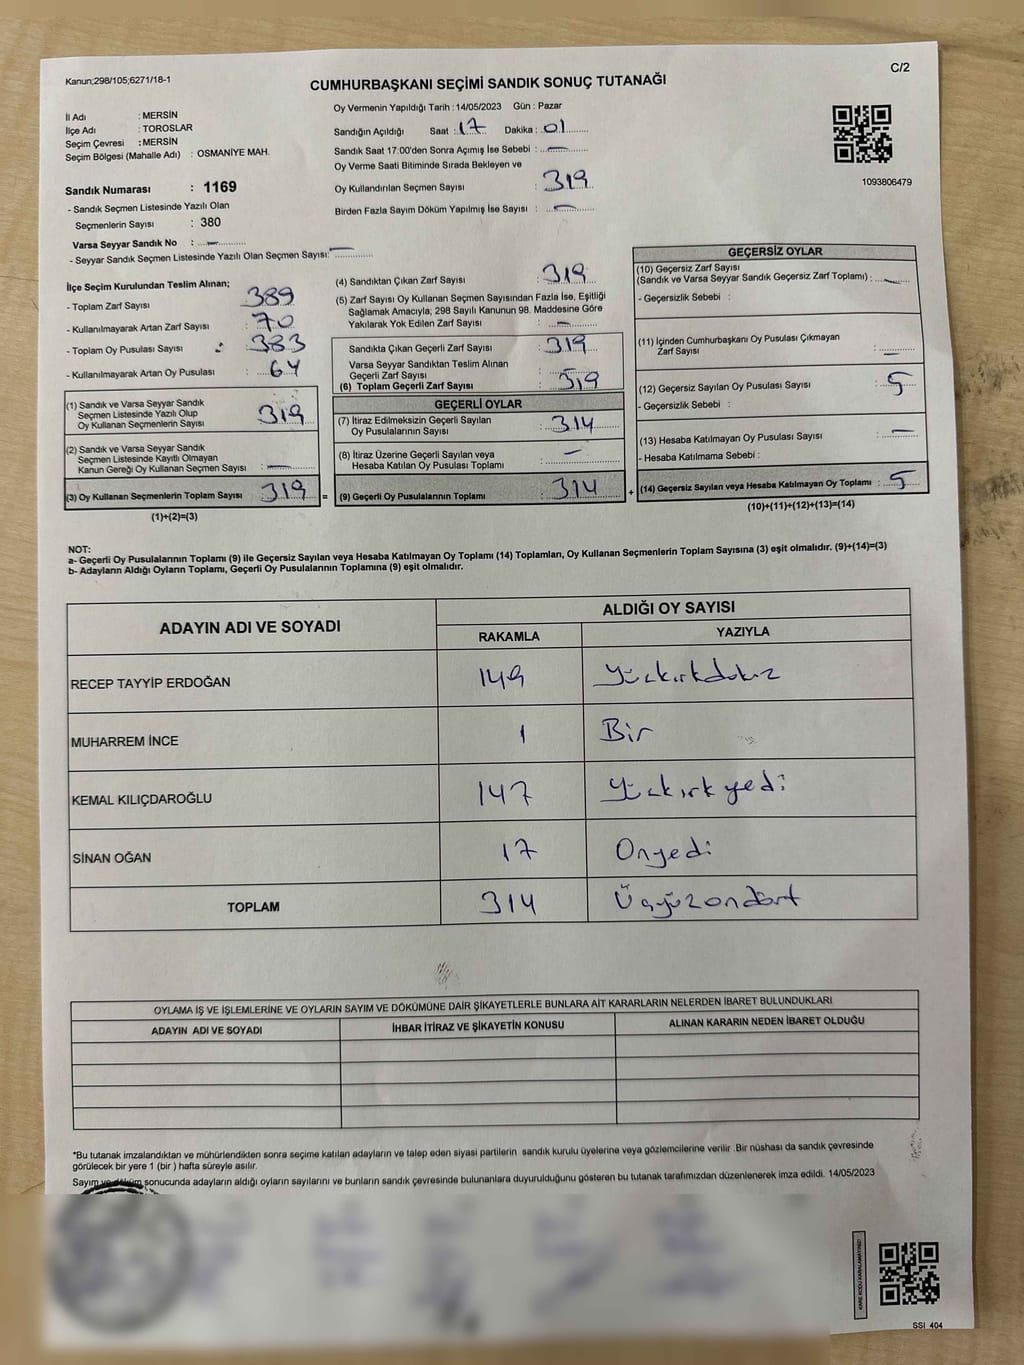 Kanun;298/105;6271/18-1
C/2
CUMHURBAŞKANI SEÇİMİ SANDIK SONUÇ TUTANAĞI
İl Adı : MERSİN
İlçe Adı : TOROSLAR
Seçim Çevresi : MERSİN
Seçim Bölgesi (Mahalle Adı) : OSMANİYE MAH.
Sandık Numarası : 1169
- Sandık Seçmen Listesinde Yazılı Olan
Seçmenlerin Sayısı : 380
Varsa Seyyar Sandık No : —
- Seyyar Sandık Seçmen Listesinde Yazılı Olan Seçmen Sayısı: —
Oy Vermenin Yapıldığı Tarih : 14/05/2023 Gün : Pazar
Sandığın Açıldığı Saat : 17 Dakika : 01
Sandık Saat 17:00'den Sonra Açımış İse Sebebi : —
Oy Verme Saati Bitiminde Sırada Bekleyen ve
Oy Kullandırılan Seçmen Sayısı : 319
Birden Fazla Sayım Döküm Yapılmış İse Sayısı : —
1093806479
İlçe Seçim Kurulundan Teslim Alınan;
- Toplam Zarf Sayısı : 389
- Kullanılmayarak Artan Zarf Sayısı : 70
- Toplam Oy Pusulası Sayısı : 383
- Kullanılmayarak Artan Oy Pusulası : 64
(1) Sandık ve Varsa Seyyar Sandık
Seçmen Listesinde Yazılı Olup
Oy Kullanan Seçmenlerin Sayısı : 319
(2) Sandık ve Varsa Seyyar Sandık
Seçmen Listesinde Kayıtlı Olmayan
Kanun Gereği Oy Kullanan Seçmen Sayısı : —
(3) Oy Kullanan Seçmenlerin Toplam Sayısı : 319 =
(1)+(2)=(3)
(4) Sandıktan Çıkan Zarf Sayısı : 319
(5) Zarf Sayısı Oy Kullanan Seçmen Sayısından Fazla İse, Eşitliği
Sağlamak Amacıyla; 298 Sayılı Kanunun 98. Maddesine Göre
Yakılarak Yok Edilen Zarf Sayısı : —
Sandıkta Çıkan Geçerli Zarf Sayısı : 319
Varsa Seyyar Sandıktan Teslim Alınan
Geçerli Zarf Sayısı :
(6) Toplam Geçerli Zarf Sayısı : 319
GEÇERLİ OYLAR
(7) İtiraz Edilmeksizin Geçerli Sayılan
Oy Pusulalarının Sayısı : 314
(8) İtiraz Üzerine Geçerli Sayılan veya
Hesaba Katılan Oy Pusulası Toplamı : —
(9) Geçerli Oy Pusulalarının Toplamı : 314 +
GEÇERSİZ OYLAR
(10) Geçersiz Zarf Sayısı
(Sandık ve Varsa Seyyar Sandık Geçersiz Zarf Toplamı) : —
- Geçersizlik Sebebi :
(11) İçinden Cumhurbaşkanı Oy Pusulası Çıkmayan
Zarf Sayısı : —
(12) Geçersiz Sayılan Oy Pusulası Sayısı : 5
- Geçersizlik Sebebi :
(13) Hesaba Katılmayan Oy Pusulası Sayısı : —
- Hesaba Katılmama Sebebi :
(14) Geçersiz Sayılan veya Hesaba Katılmayan Oy Toplamı : 5
(10)+(11)+(12)+(13)=(14)
NOT:
a- Geçerli Oy Pusulalarının Toplamı (9) ile Geçersiz Sayılan veya Hesaba Katılmayan Oy Toplamı (14) Toplamları, Oy Kullanan Seçmenlerin Toplam Sayısına (3) eşit olmalıdır. (9)+(14)=(3)
b- Adayların Aldığı Oyların Toplamı, Geçerli Oy Pusulalarının Toplamına (9) eşit olmalıdır.
ADAYIN ADI VE SOYADI
ALDIĞI OY SAYISI
RAKAMLA YAZIYLA
RECEP TAYYİP ERDOĞAN 149 Yüzkırkdokuz
MUHARREM İNCE 1 Bir
KEMAL KILIÇDAROĞLU 147 Yüzkırkyedi
SİNAN OĞAN 17 Onyedi
TOPLAM 314 Üçyüzondört
OYLAMA İŞ VE İŞLEMLERİNE VE OYLARIN SAYIM VE DÖKÜMÜNE DAİR ŞİKAYETLERLE BUNLARA AİT KARARLARIN NELERDEN İBARET BULUNDUKLARI
ADAYIN ADI VE SOYADI İHBAR İTİRAZ VE ŞİKAYETİN KONUSU ALINAN KARARIN NEDEN İBARET OLDUĞU
*Bu tutanak imzalandıktan ve mühürlendikten sonra seçime katılan adayların ve talep eden siyasi partilerin sandık kurulu üyelerine veya gözlemcilerine verilir .Bir nüshası da sandık çevresinde
görülecek bir yere 1 (bir ) hafta süreyle asılır.
Sayım ve döküm sonucunda adayların aldığı oyların sayılarını ve bunların sandık çevresinde bulunanlara duyurulduğunu gösteren bu tutanak tarafımızdan düzenlenerek imza edildi. 14/05/2023
KARE KODU KARALAMAYINIZ!
SSİ 404